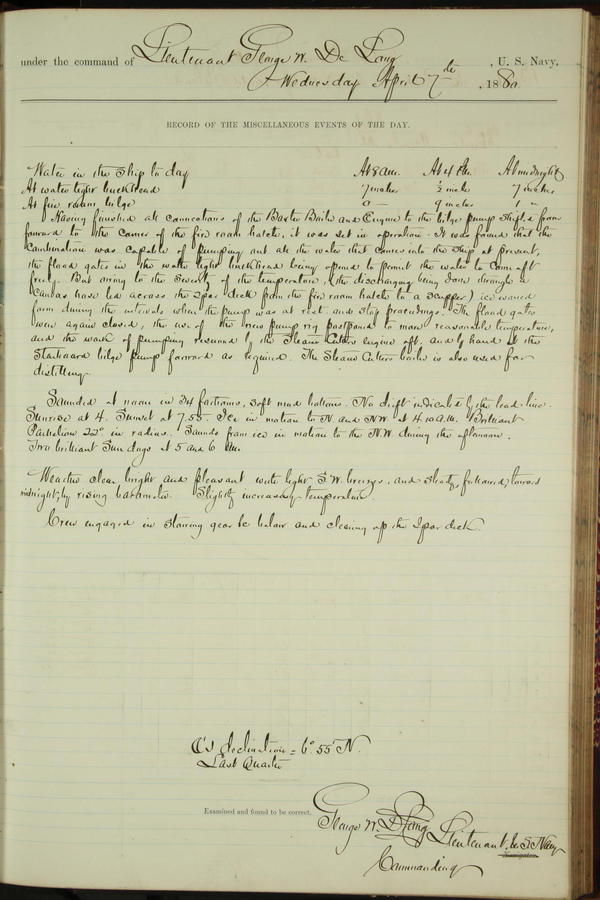 under the command of Lieutenant George W. De Long, U. S. Navy,
Wednesday April 7th, 1880
RECORD OF THE MISCELLANEOUS EVENTS OF THE DAY.
Water in the Ship to day At 8 am. At 4 P.M. At midnight
At water tight bulkhead 7 inches 3 inch 7 inches
At fire room bilge 0 — 9 inches 1 "
Having finished all connections of the Baxter Boiler and Engine to the bilge pump shifted from
forward to the corner of the fire room hatch, it was set in operation. It was found that the
Combination was capable of pumping out all the water that comes into the ship at present,
the flood gates in the water tight bulkhead being opened to permit the water to come aft
freely. But owing to the severity of the temperature, (the discharging being done through a
Canvas hose led across the Spar deck from the fire room hatch to a scupper) ice would
form during the intervals when the pump was at rest and stop proceedings. The flood gates
were again closed, the use of the new pump rig postponed to more reasonable temperature,
and the work of pumping resumed by the Steam Cutters engine aft, and by hand at the
Starboard bilge pump forward as required. The Steam Cutters boiler is also used for
distilling.
Sounded at noon in 34 fathoms, soft mud bottom. No drift indicated by the lead line.
Sunrise at 4. Sunset at 7.55. Ice in motion to N. and N.W. at 4.10 a.m. Brilliant
Parhelion 22° in radius. Sounds from ice in motion to the N.W. during the afternoon.
Two brilliant Sun dogs at 5 and 6 P.M.
Weather clear bright and pleasant with light S.W. breezes, and steady, followed, toward
midnight, by rising barometer. Slightly increasing temperature.
Crew engaged in stowing gear &c below and clearing up the Spar deck.
☾'s declination = 6° 55' N.
Last Quarter
Examined and found to be correct.
George W. De Long Lieutenant, U. S. Navy
Navigator.
Commanding